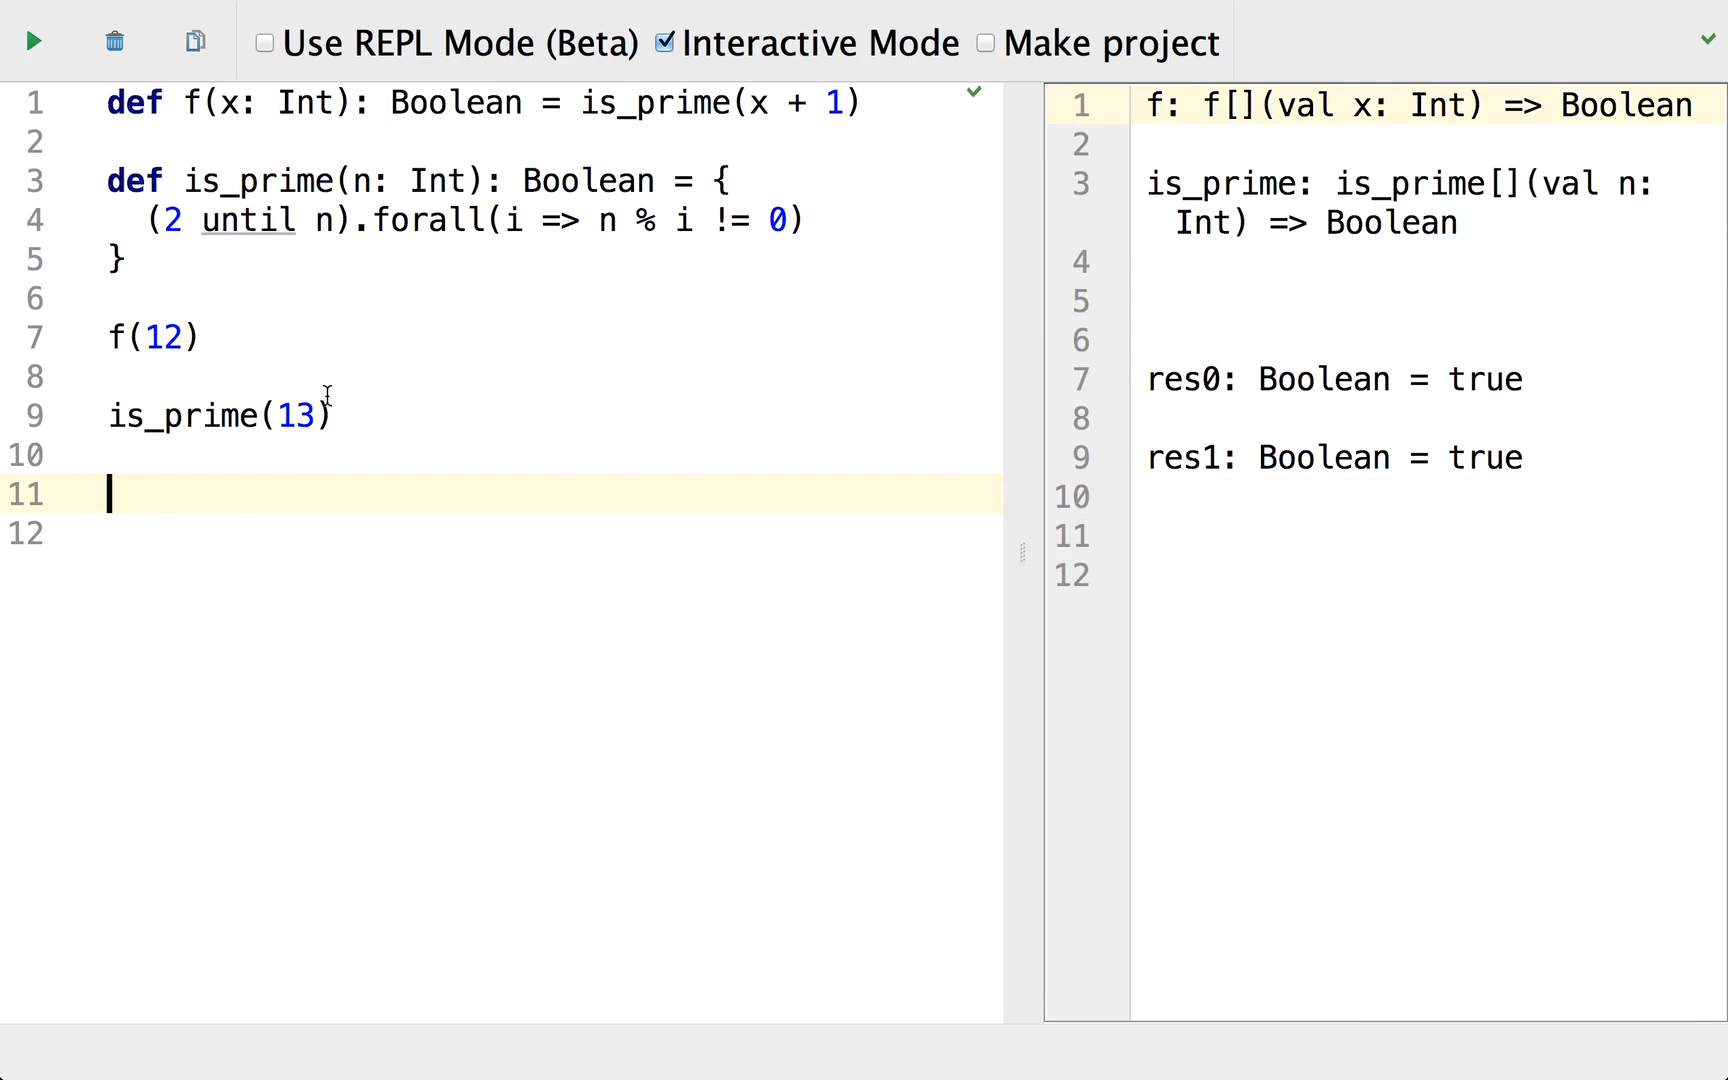 Use REPL Mode (Beta) Interactive Mode Make project
1 def f(x: Int): Boolean = is_prime(x + 1)
2
3 def is_prime(n: Int): Boolean = {
4 (2 until n).forall(i => n % i != 0)
5 }
6
7 f(12)
8
9 is_prime(13)
10
11
12
1 f: f[](val x: Int) => Boolean
2
3 is_prime: is_prime[](val n:
Int) => Boolean
4
5
6
7 res0: Boolean = true
8
9 res1: Boolean = true
10
11
12